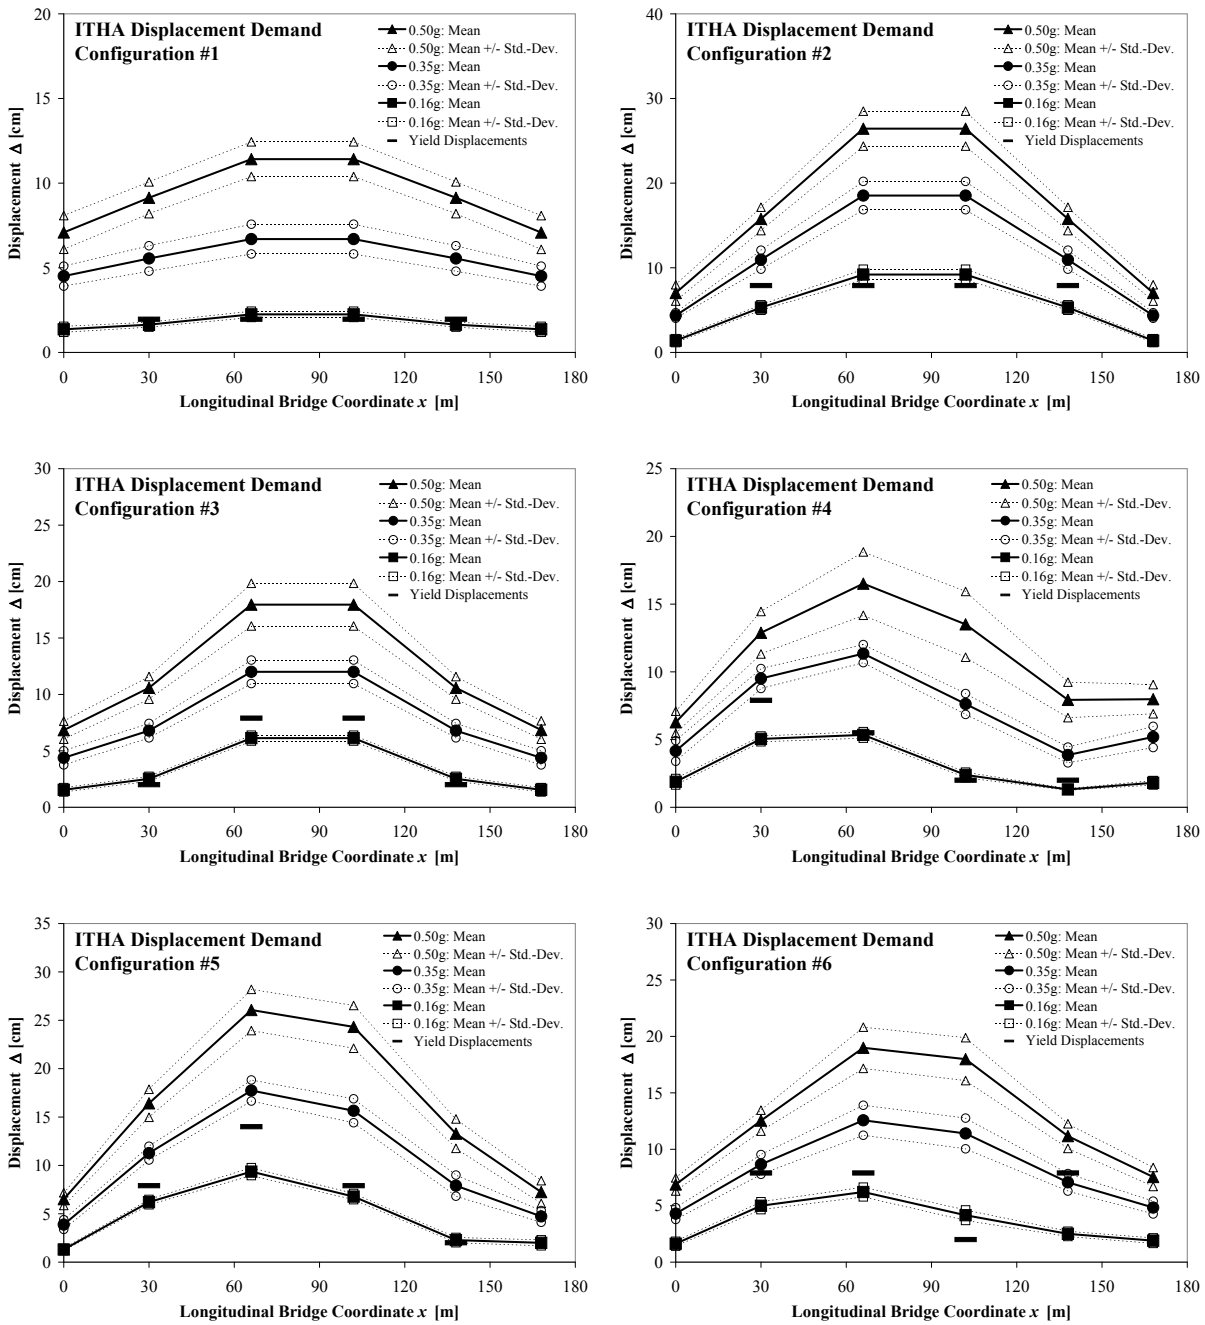 ITHA Displacement Demand
Configuration #1
0.50g: Mean
0.50g: Mean +/- Std.-Dev.
0.35g: Mean
0.35g: Mean +/- Std.-Dev.
0.16g: Mean
0.16g: Mean +/- Std.-Dev.
Yield Displacements
Displacement Δ [cm]
20
15
10
5
0
0 30 60 90 120 150 180
Longitudinal Bridge Coordinate x [m]
ITHA Displacement Demand
Configuration #2
0.50g: Mean
0.50g: Mean +/- Std.-Dev.
0.35g: Mean
0.35g: Mean +/- Std.-Dev.
0.16g: Mean
0.16g: Mean +/- Std.-Dev.
Yield Displacements
Displacement Δ [cm]
40
30
20
10
0
0 30 60 90 120 150 180
Longitudinal Bridge Coordinate x [m]
ITHA Displacement Demand
Configuration #3
0.50g: Mean
0.50g: Mean +/- Std.-Dev.
0.35g: Mean
0.35g: Mean +/- Std.-Dev.
0.16g: Mean
0.16g: Mean +/- Std.-Dev.
Yield Displacements
Displacement Δ [cm]
30
25
20
15
10
5
0
0 30 60 90 120 150 180
Longitudinal Bridge Coordinate x [m]
ITHA Displacement Demand
Configuration #4
0.50g: Mean
0.50g: Mean +/- Std.-Dev.
0.35g: Mean
0.35g: Mean +/- Std.-Dev.
0.16g: Mean
0.16g: Mean +/- Std.-Dev.
Yield Displacements
Displacement Δ [cm]
25
20
15
10
5
0
0 30 60 90 120 150 180
Longitudinal Bridge Coordinate x [m]
ITHA Displacement Demand
Configuration #5
0.50g: Mean
0.50g: Mean +/- Std.-Dev.
0.35g: Mean
0.35g: Mean +/- Std.-Dev.
0.16g: Mean
0.16g: Mean +/- Std.-Dev.
Yield Displacements
Displacement Δ [cm]
35
30
25
20
15
10
5
0
0 30 60 90 120 150 180
Longitudinal Bridge Coordinate x [m]
ITHA Displacement Demand
Configuration #6
0.50g: Mean
0.50g: Mean +/- Std.-Dev.
0.35g: Mean
0.35g: Mean +/- Std.-Dev.
0.16g: Mean
0.16g: Mean +/- Std.-Dev.
Yield Displacements
Displacement Δ [cm]
30
25
20
15
10
5
0
0 30 60 90 120 150 180
Longitudinal Bridge Coordinate x [m]